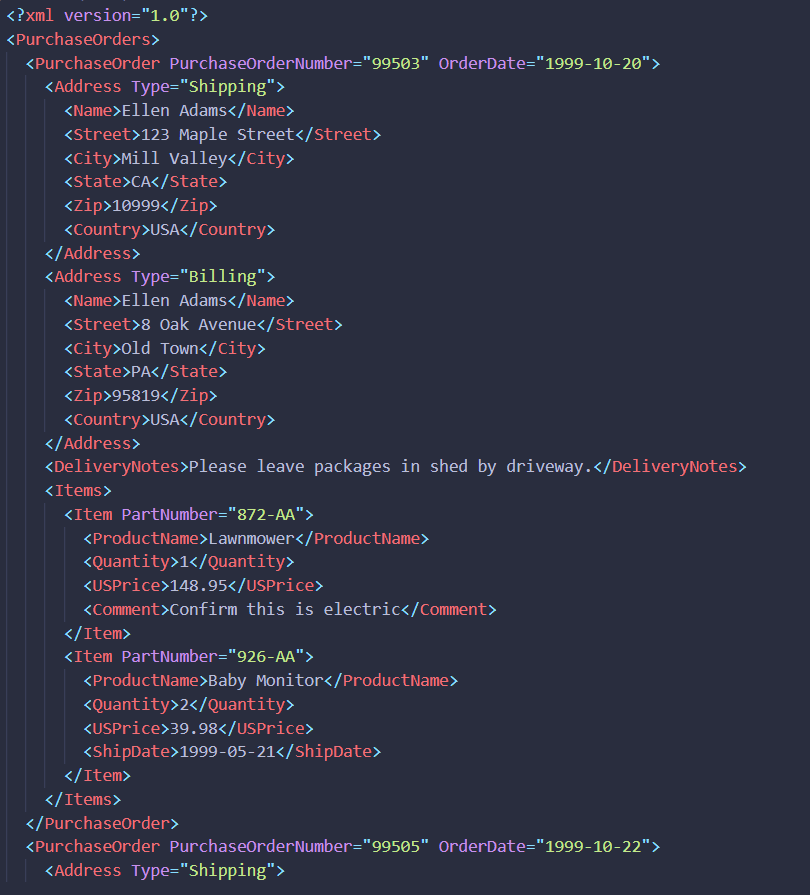 <?xml version="1.0"?>
<PurchaseOrders>
  <PurchaseOrder PurchaseOrderNumber="99503" OrderDate="1999-10-20">
    <Address Type="Shipping">
      <Name>Ellen Adams</Name>
      <Street>123 Maple Street</Street>
      <City>Mill Valley</City>
      <State>CA</State>
      <Zip>10999</Zip>
      <Country>USA</Country>
    </Address>
    <Address Type="Billing">
      <Name>Ellen Adams</Name>
      <Street>8 Oak Avenue</Street>
      <City>Old Town</City>
      <State>PA</State>
      <Zip>95819</Zip>
      <Country>USA</Country>
    </Address>
    <DeliveryNotes>Please leave packages in shed by driveway.</DeliveryNotes>
    <Items>
      <Item PartNumber="872-AA">
        <ProductName>Lawnmower</ProductName>
        <Quantity>1</Quantity>
        <USPrice>148.95</USPrice>
        <Comment>Confirm this is electric</Comment>
      </Item>
      <Item PartNumber="926-AA">
        <ProductName>Baby Monitor</ProductName>
        <Quantity>2</Quantity>
        <USPrice>39.98</USPrice>
        <ShipDate>1999-05-21</ShipDate>
      </Item>
    </Items>
  </PurchaseOrder>
  <PurchaseOrder PurchaseOrderNumber="99505" OrderDate="1999-10-22">
    <Address Type="Shipping">